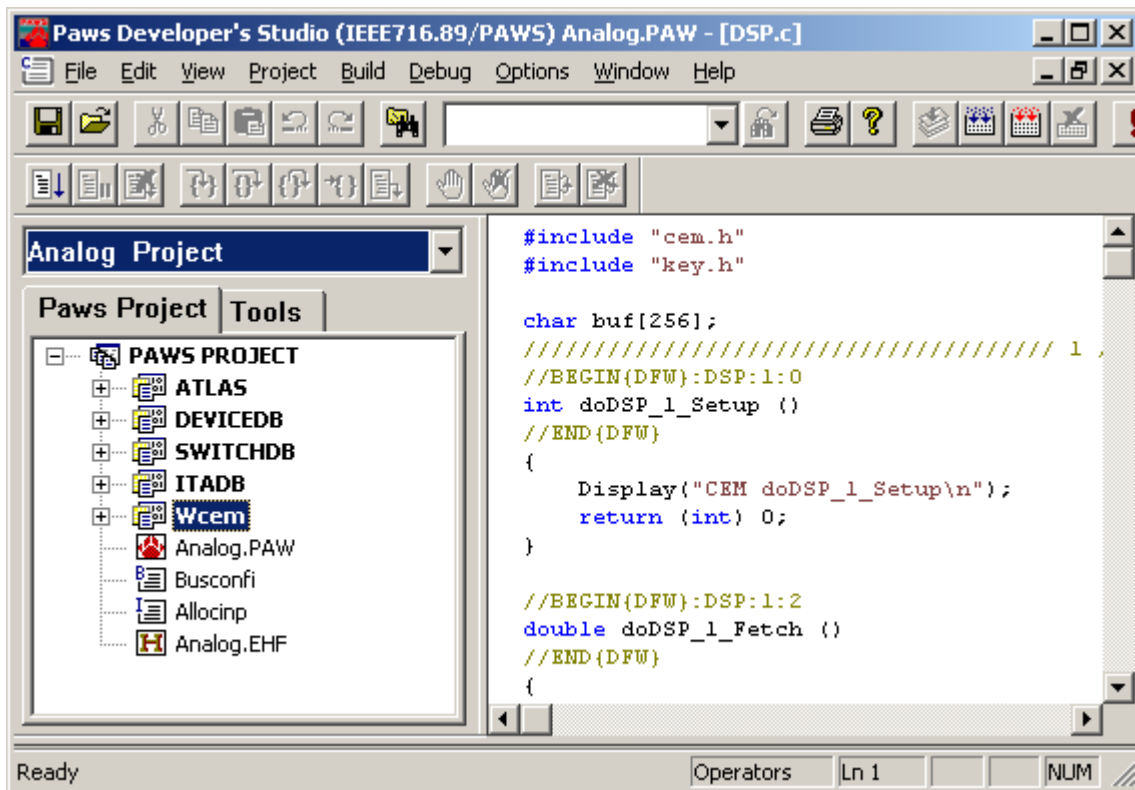 Paws Developer's Studio (IEEE716.89/PAWS) Analog.PAW - [DSP.c]
File Edit View Project Build Debug Options Window Help
Analog Project
Paws Project Tools
PAWS PROJECT
ATLAS
DEVICEDB
SWITCHDB
ITADB
Wcem
Analog.PAW
Busconfi
Allocinp
Analog.EHF
#include "cem.h"
#include "key.h"
char buf[256];
////////////////////////////////////// 1 /
//BEGIN{DFW}:DSP:1:0
int doDSP_1_Setup ()
//END{DFW}
{
Display("CEM doDSP_1_Setup\n");
return (int) 0;
}
//BEGIN{DFW}:DSP:1:2
double doDSP_1_Fetch ()
//END{DFW}
{
Ready Operators Ln 1 NUM